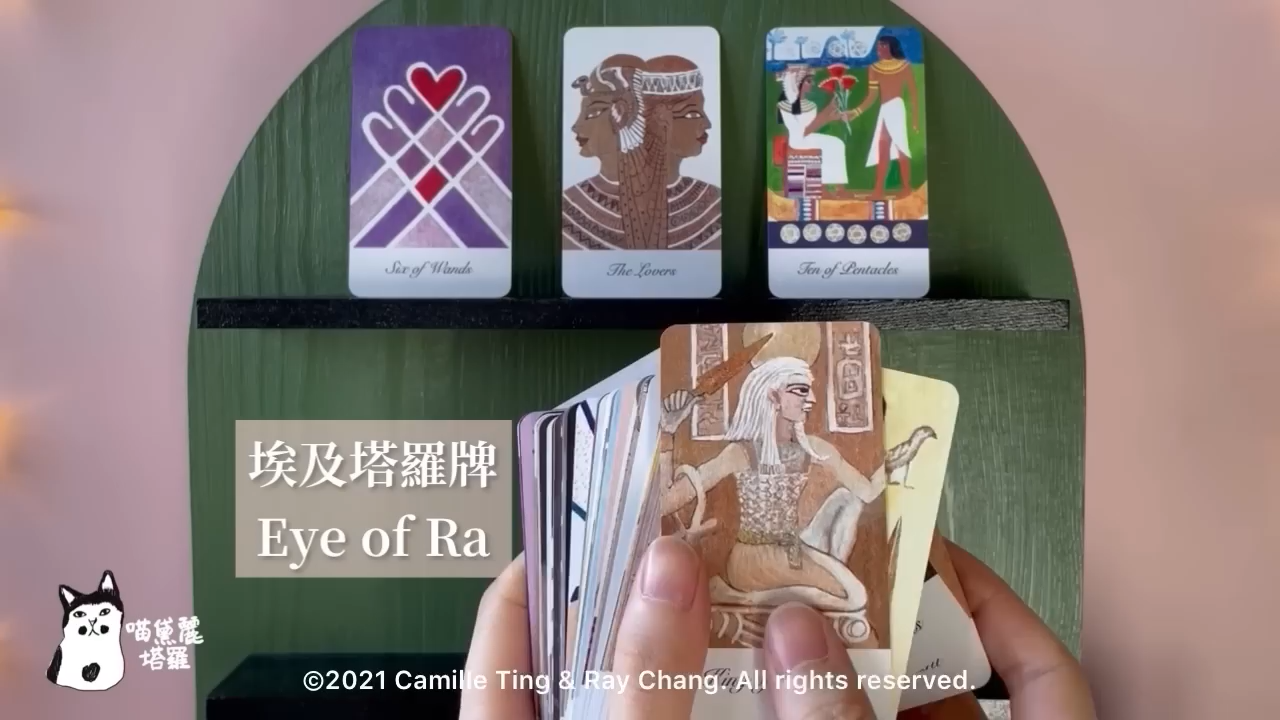 Six of Wands
The Lovers
Ten of Pentacles
埃及塔羅牌
Eye of Ra
喵黛麗
塔羅
King
©2021 Camille Ting & Ray Chang. All rights reserved.